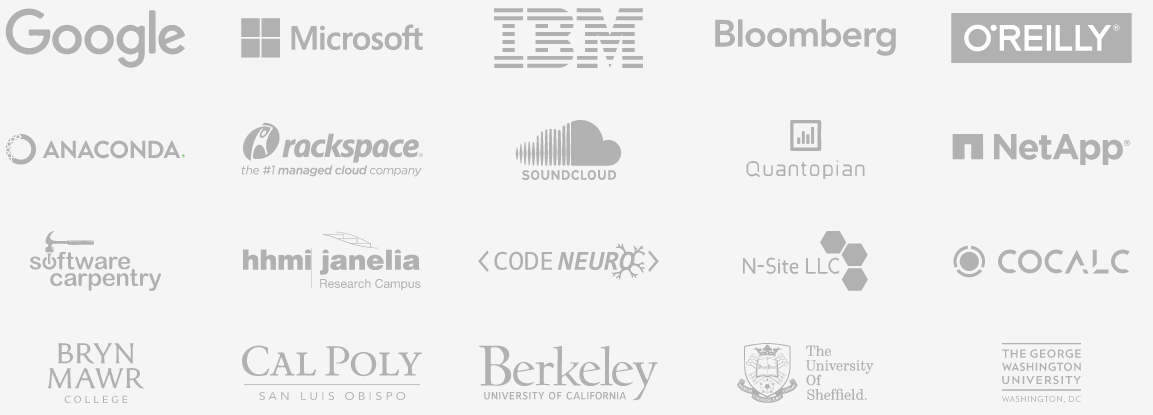 Google
Microsoft
IBM
Bloomberg
O'REILLY®
ANACONDA.
rackspace®
the #1 managed cloud company
SOUNDCLOUD
Quantopian
NetApp®
software
carpentry
hhmi janelia
Research Campus
<CODE NEURO>
N-Site LLC
COCALC
BRYN
MAWR
COLLEGE
CAL POLY
SAN LUIS OBISPO
Berkeley
UNIVERSITY OF CALIFORNIA
The
University
Of
Sheffield.
THE GEORGE
WASHINGTON
UNIVERSITY
WASHINGTON, DC